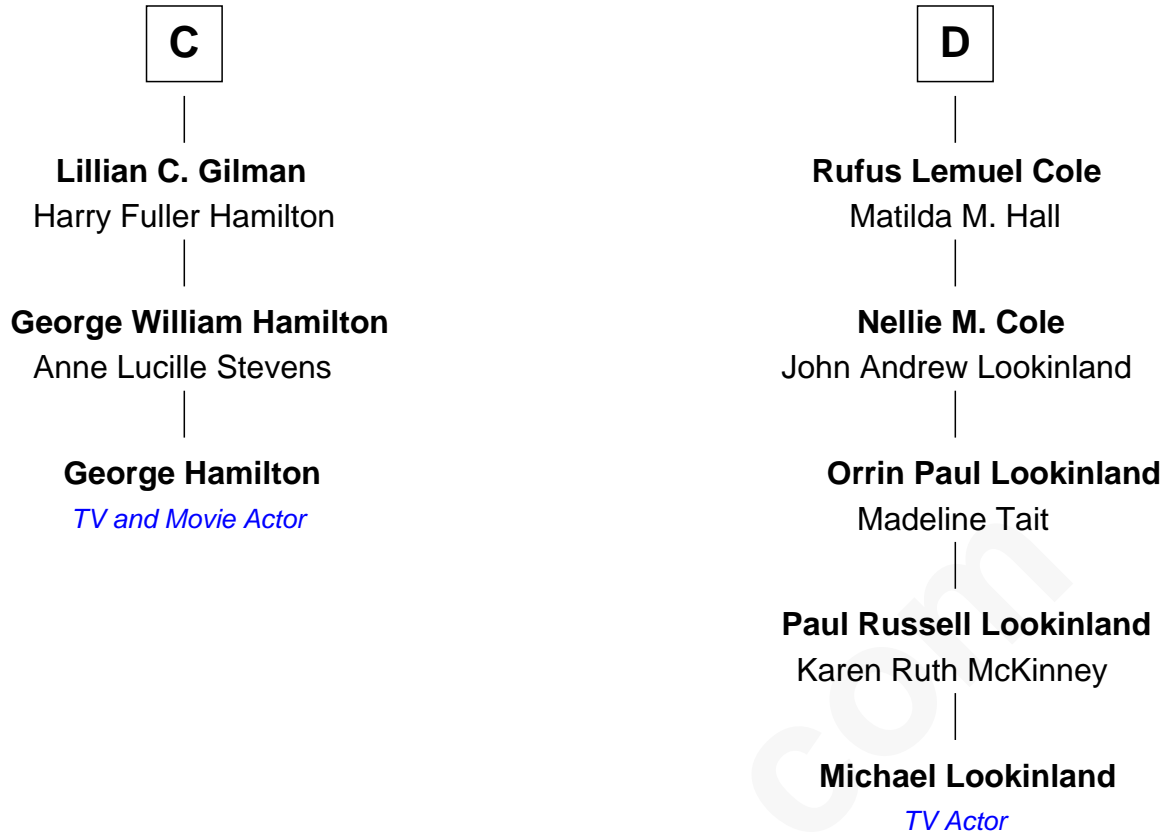 C
Lillian C. Gilman
Harry Fuller Hamilton
George William Hamilton
Anne Lucille Stevens
George Hamilton
TV and Movie Actor
D
Rufus Lemuel Cole
Matilda M. Hall
Nellie M. Cole
John Andrew Lookinland
Orrin Paul Lookinland
Madeline Tait
Paul Russell Lookinland
Karen Ruth McKinney
Michael Lookinland
TV Actor
com